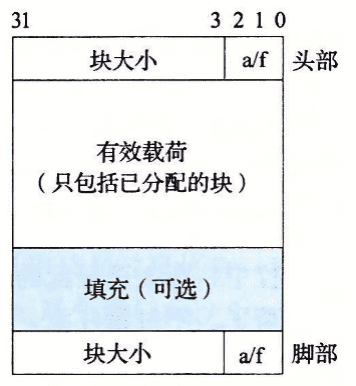 31 3 2 1 0
块大小 a/f 头部
有效载荷
（只包括已分配的块）
填充（可选）
块大小 a/f 脚部